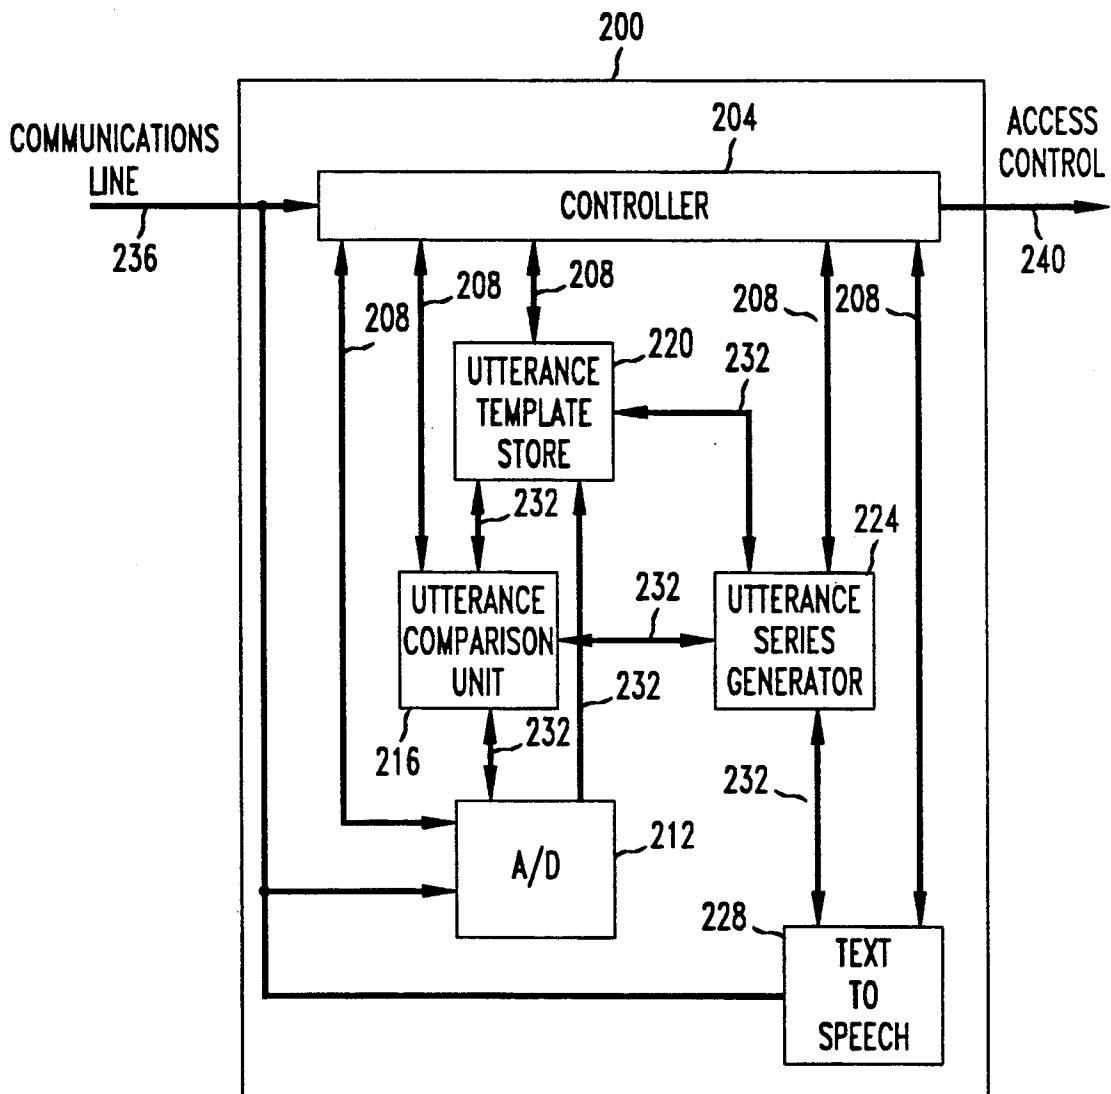 200
204
COMMUNICATIONS
LINE
ACCESS
CONTROL
CONTROLLER
236
240
208
208
208
208
208
UTTERANCE
TEMPLATE
STORE
220
232
232
224
UTTERANCE
COMPARISON
UNIT
232
UTTERANCE
SERIES
GENERATOR
232
216
232
232
A/D
212
228
TEXT
TO
SPEECH